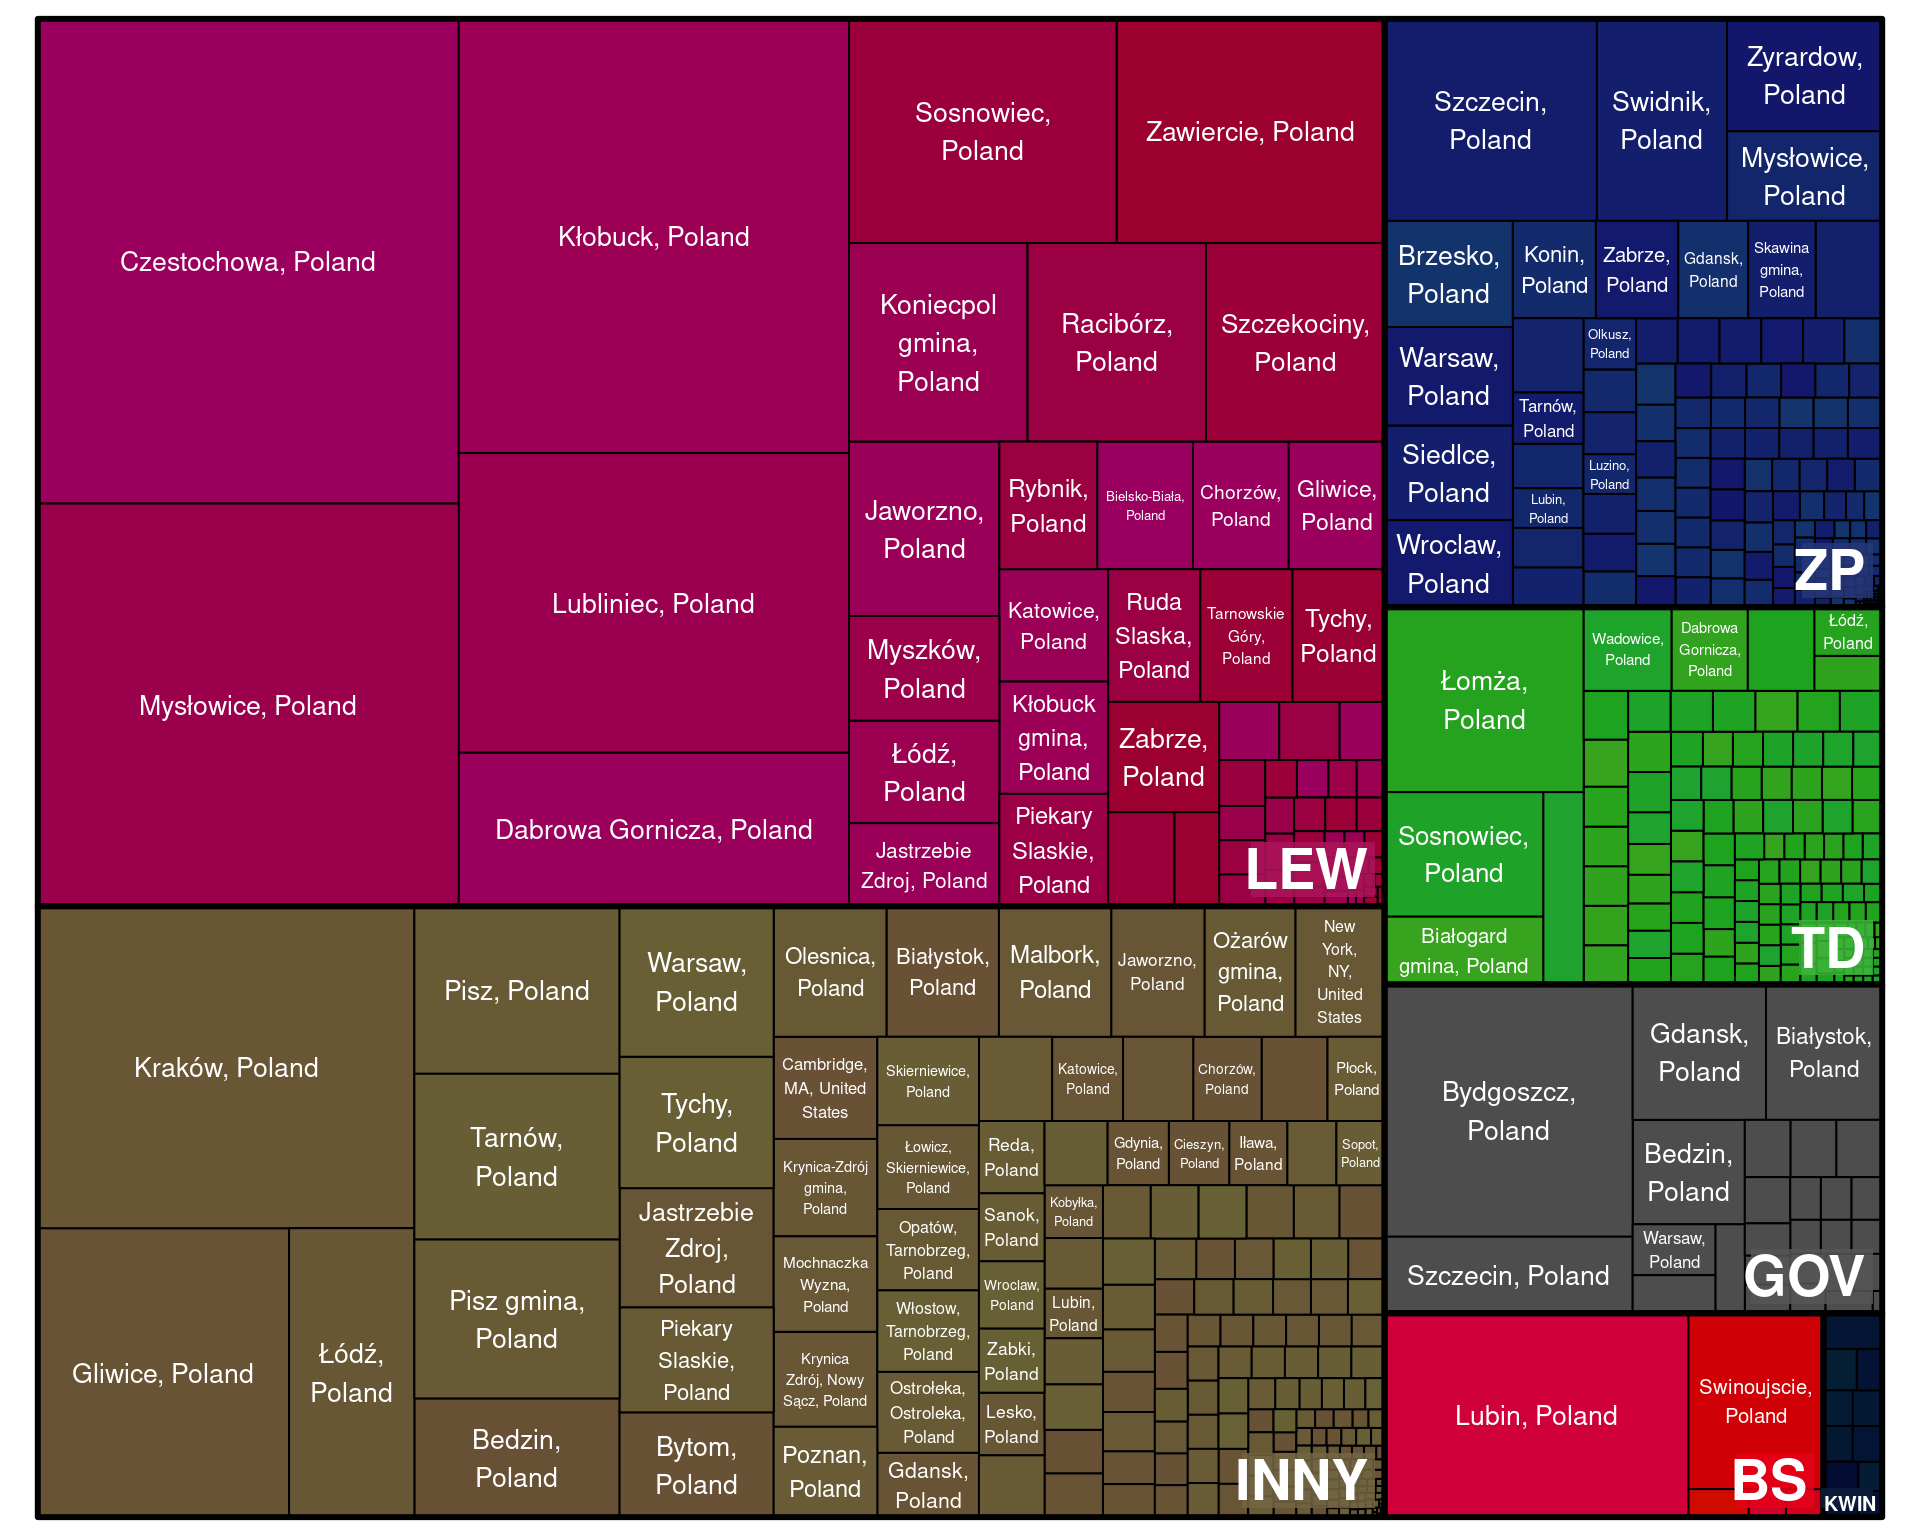 Czestochowa, Poland
Mysłowice, Poland
Kłobuck, Poland
Lubliniec, Poland
Dabrowa Gornicza, Poland
Sosnowiec,
Poland
Zawiercie, Poland
Koniecpol
gmina,
Poland
Racibórz,
Poland
Szczekociny,
Poland
Jaworzno,
Poland
Myszków,
Poland
Łódź,
Poland
Jastrzebie
Zdroj, Poland
Rybnik,
Poland
Bielsko-Biała,
Poland
Chorzów,
Poland
Gliwice,
Poland
Katowice,
Poland
Kłobuck
gmina,
Poland
Piekary
Slaskie,
Poland
Ruda
Slaska,
Poland
Tarnowskie
Góry,
Poland
Tychy,
Poland
Zabrze,
Poland
LEW
Kraków, Poland
Gliwice, Poland
Łódź,
Poland
Pisz, Poland
Tarnów,
Poland
Pisz gmina,
Poland
Bedzin,
Poland
Warsaw,
Poland
Tychy,
Poland
Jastrzebie
Zdroj,
Poland
Piekary
Slaskie,
Poland
Bytom,
Poland
Olesnica,
Poland
Białystok,
Poland
Malbork,
Poland
Jaworzno,
Poland
Ożarów
gmina,
Poland
New
York,
NY,
United
States
Cambridge,
MA, United
States
Krynica-Zdrój
gmina,
Poland
Mochnaczka
Wyzna,
Poland
Krynica
Zdrój, Nowy
Sącz, Poland
Poznan,
Poland
Skierniewice,
Poland
Łowicz,
Skierniewice,
Poland
Opatów,
Tarnobrzeg,
Poland
Włostow,
Tarnobrzeg,
Poland
Ostrołeka,
Ostroleka,
Poland
Gdansk,
Poland
Katowice,
Poland
Chorzów,
Poland
Płock,
Poland
Reda,
Poland
Sanok,
Poland
Wroclaw,
Poland
Zabki,
Poland
Lesko,
Poland
Gdynia,
Poland
Cieszyn,
Poland
Iława,
Poland
Sopot,
Poland
Kobyłka,
Poland
Lubin,
Poland
INNY
Szczecin,
Poland
Swidnik,
Poland
Zyrardow,
Poland
Mysłowice,
Poland
Brzesko,
Poland
Warsaw,
Poland
Siedlce,
Poland
Wroclaw,
Poland
Konin,
Poland
Zabrze,
Poland
Gdansk,
Poland
Skawina
gmina,
Poland
Olkusz,
Poland
Tarnów,
Poland
Luzino,
Poland
Lubin,
Poland
ZP
Łomża,
Poland
Sosnowiec,
Poland
Białogard
gmina, Poland
Wadowice,
Poland
Dabrowa
Gornicza,
Poland
Łódź,
Poland
TD
Bydgoszcz,
Poland
Szczecin, Poland
Gdansk,
Poland
Białystok,
Poland
Bedzin,
Poland
Warsaw,
Poland
GOV
Lubin, Poland
Swinoujscie,
Poland
BS
KWIN